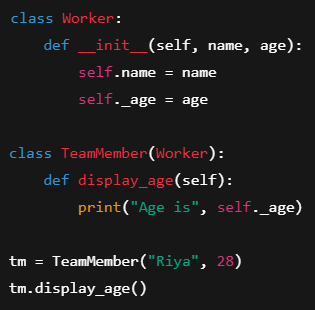 class Worker:
    def __init__(self, name, age):
        self.name = name
        self._age = age

class TeamMember(Worker):
    def display_age(self):
        print("Age is", self._age)

tm = TeamMember("Riya", 28)
tm.display_age()